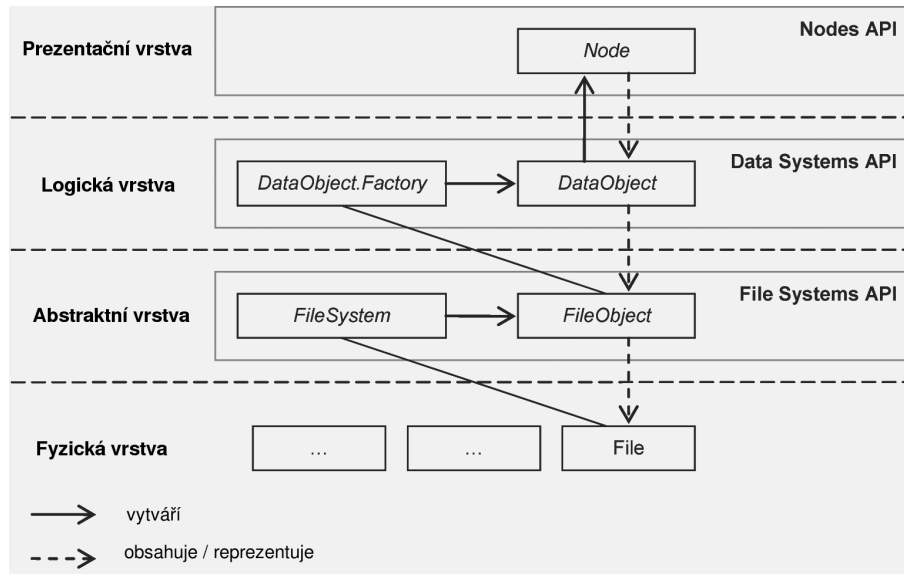 Prezentační vrstva
Nodes API
Node
Logická vrstva
Data Systems API
DataObject.Factory
DataObject
Abstraktní vrstva
File Systems API
FileSystem
FileObject
Fyzická vrstva
...
...
File
vytváří
obsahuje / reprezentuje